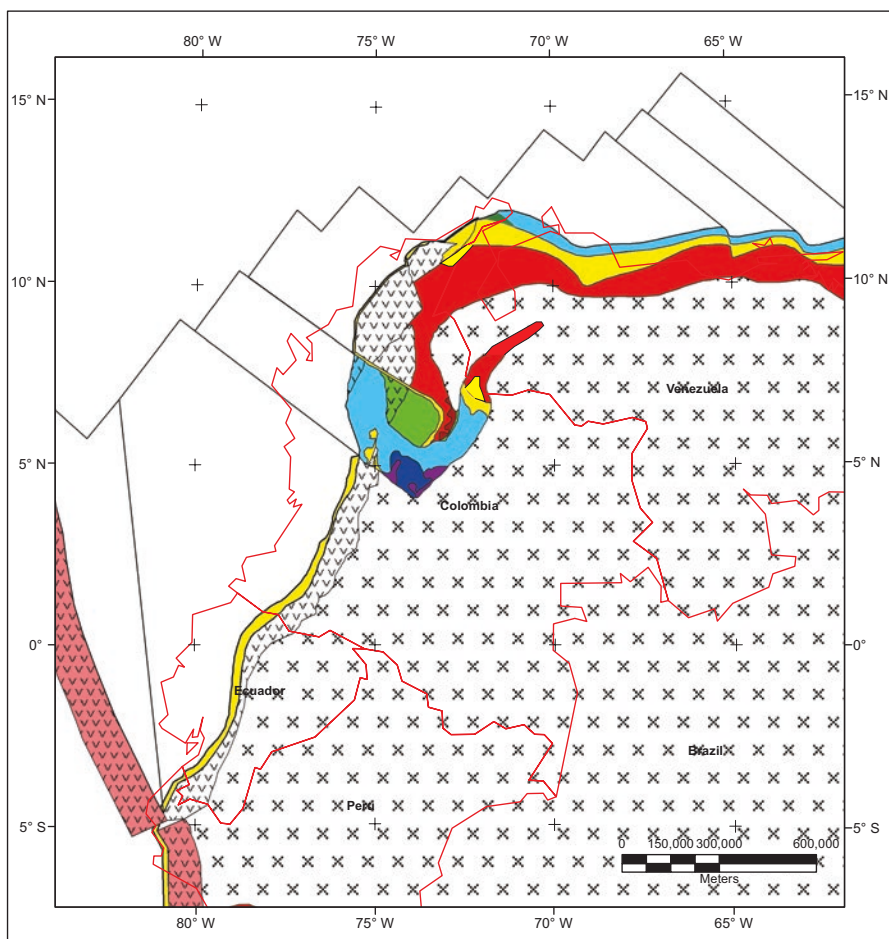 80° W 75° W 70° W 65° W
15° N 15° N
10° N 10° N
Venezuela
5° N 5° N
Colombia
0° 0°
Ecuador
Brazil
Peru
5° S 5° S
0 150,000 300,000 600,000
Meters
80° W 75° W 70° W 65° W